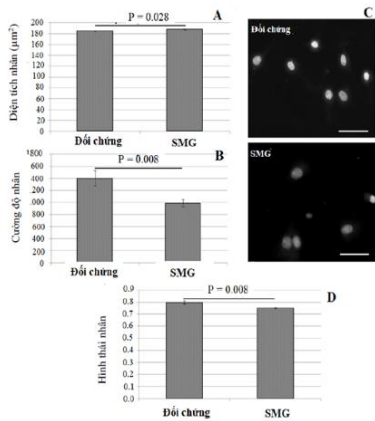 A
P = 0.028
Diện tích nhân (µm²)
200
180
160
140
120
100
80
60
40
20
0
Đối chứng SMG
B
P = 0.008
Cường độ nhân
Đối chứng SMG
C
Đối chứng
SMG
D
P = 0.008
Hình thái nhân
0.9
0.8
0.7
0.6
0.5
0.4
0.3
0.2
0.1
0.0
Đối chứng SMG